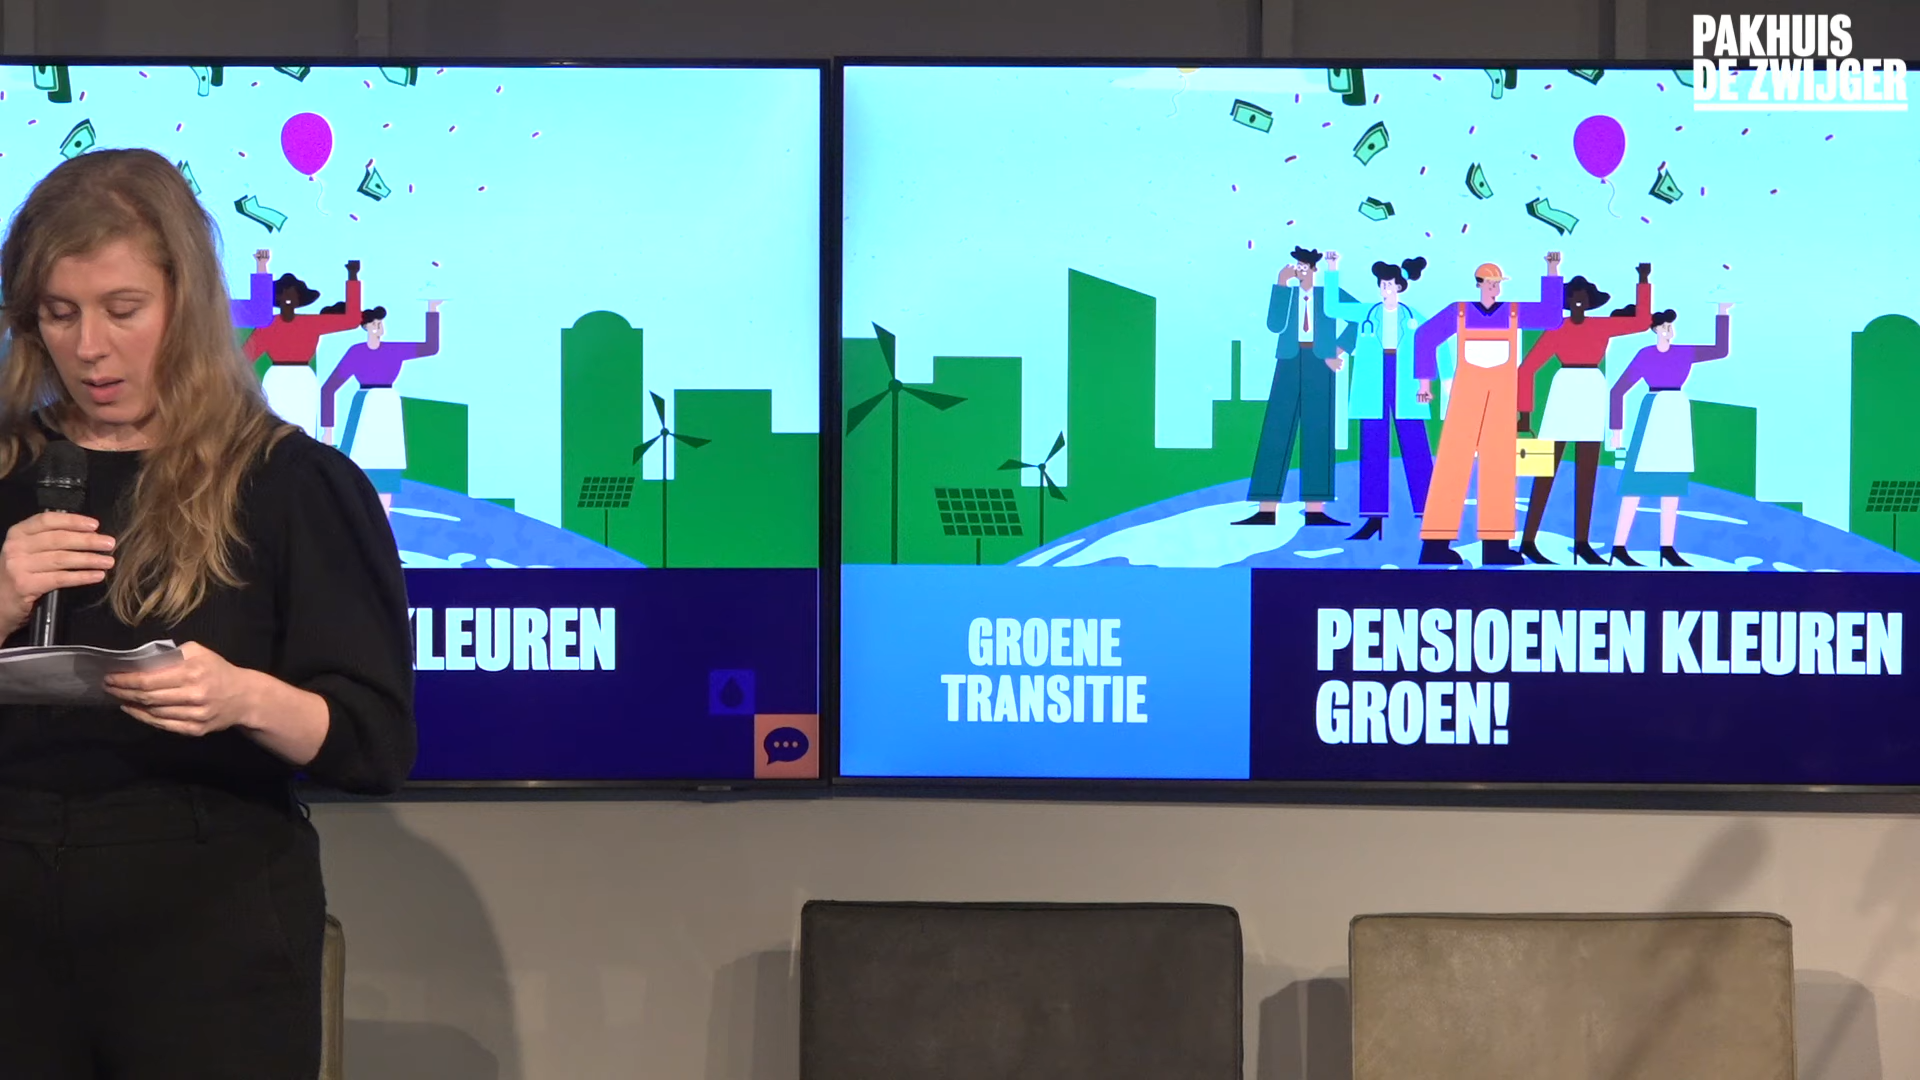 PAKHUIS
DE ZWIJGER
KLEUREN
GROENE
TRANSITIE
PENSIOENEN KLEUREN
GROEN!